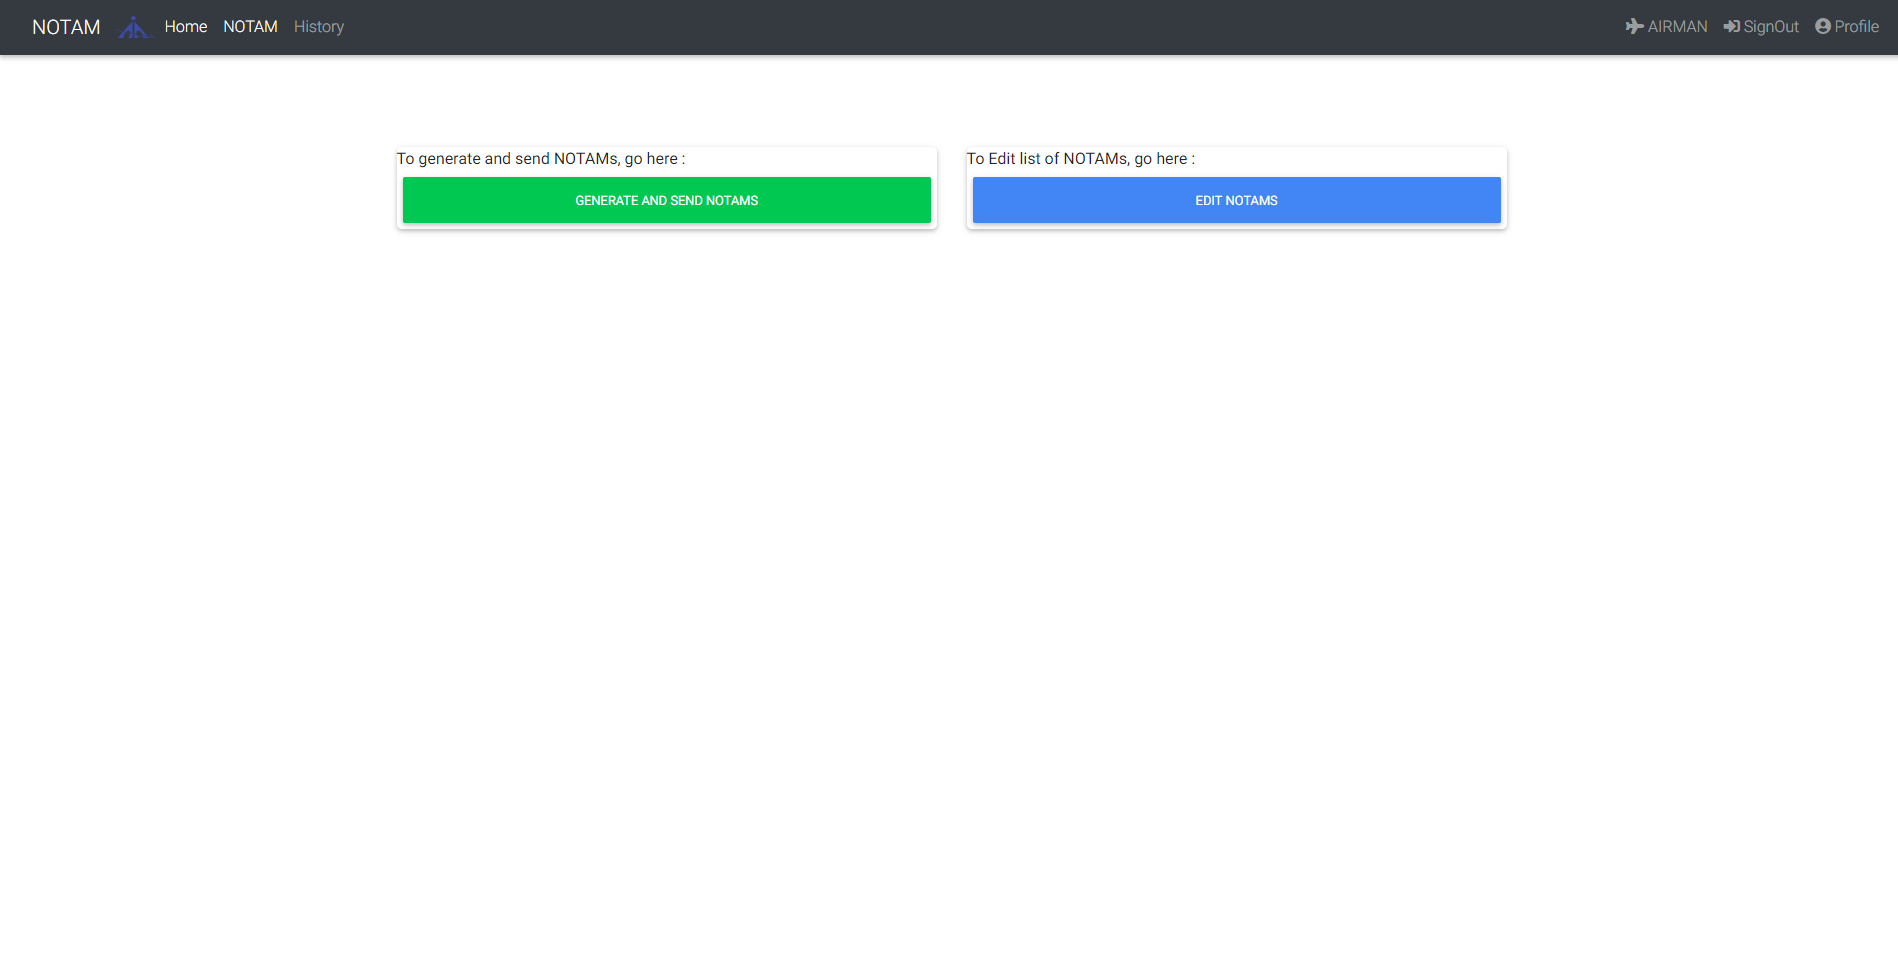 NOTAM Home NOTAM History AIRMAN SignOut Profile
To generate and send NOTAMs, go here :
GENERATE AND SEND NOTAMS
To Edit list of NOTAMs, go here :
EDIT NOTAMS